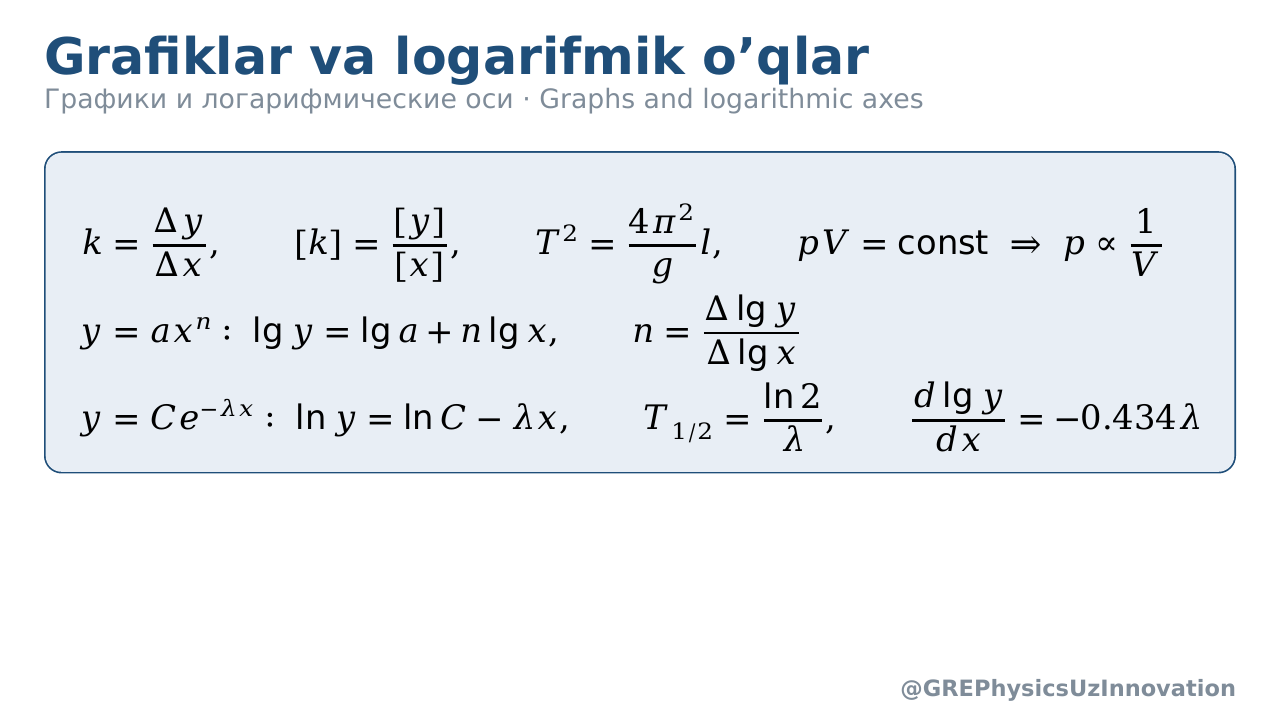 Grafiklar va logarifmik o’qlar
Графики и логарифмические оси · Graphs and logarithmic axes
k = Δy/Δx, [k] = [y]/[x], T² = 4π²/g l, pV = const ⇒ p ∝ 1/V
y = axⁿ : lg y = lg a + n lg x, n = Δ lg y/Δ lg x
y = Ce^{−λx} : ln y = ln C − λx, T_{1/2} = ln 2/λ, d lg y/dx = −0.434λ
@GREPhysicsUzInnovation